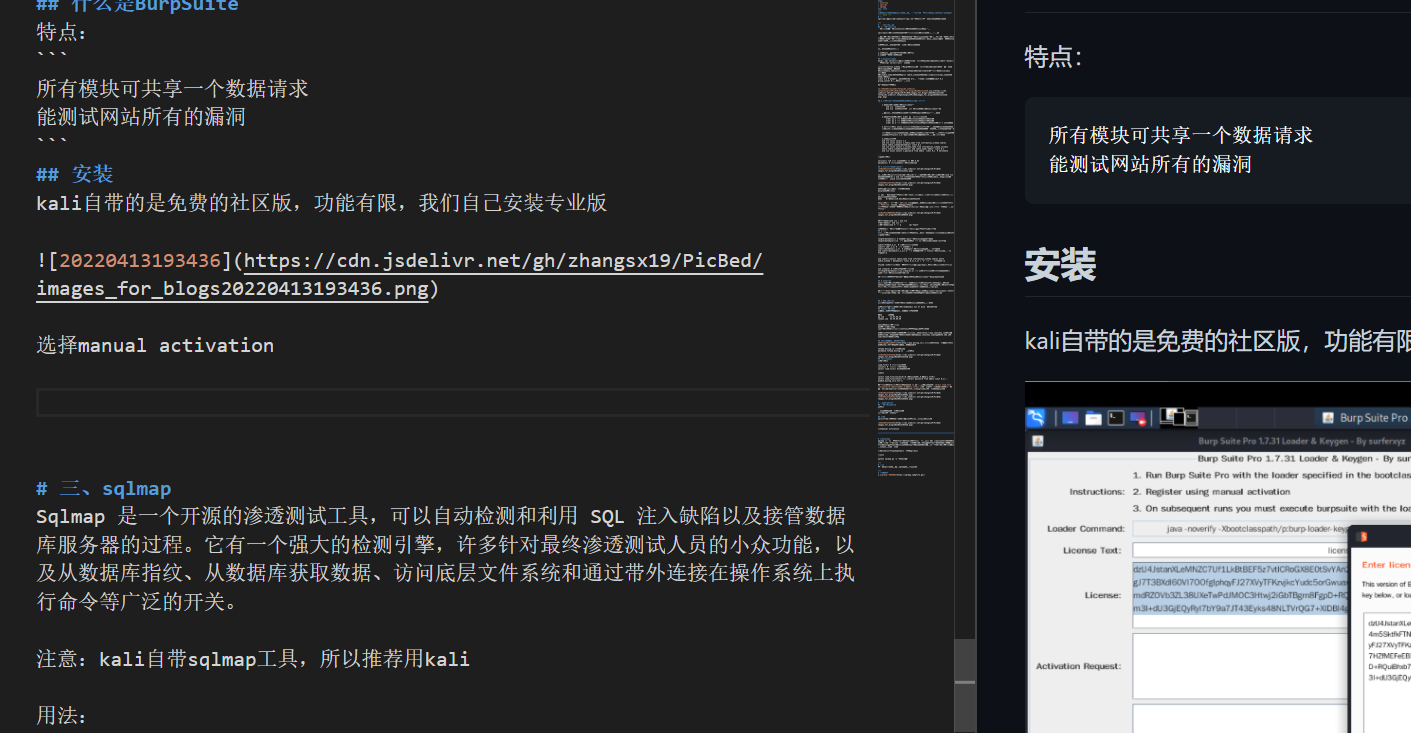 ## 什么是BurpSuite
特点：
```
所有模块可共享一个数据请求
能测试网站所有的漏洞
```
## 安装
kali自带的是免费的社区版，功能有限，我们自己安装专业版
![20220413193436](https://cdn.jsdelivr.net/gh/zhangsx19/PicBed/
images_for_blogs20220413193436.png)
选择manual activation
# 三、sqlmap
Sqlmap 是一个开源的渗透测试工具，可以自动检测和利用 SQL 注入缺陷以及接管数据
库服务器的过程。它有一个强大的检测引擎，许多针对最终渗透测试人员的小众功能，以
及从数据库指纹、从数据库获取数据、访问底层文件系统和通过带外连接在操作系统上执
行命令等广泛的开关。
注意：kali自带sqlmap工具，所以推荐用kali
用法：
特点：
所有模块可共享一个数据请求
能测试网站所有的漏洞
安装
kali自带的是免费的社区版，功能有限
Burp Suite Pro
Burp Suite Pro 1.7.31 Loader & Keygen - By surferxyz
Burp Suite Pro 1.7.31 Loader & Keygen - By sur
Instructions:
1. Run Burp Suite Pro with the loader specified in the bootclas
2. Register using manual activation
3. On subsequent runs you must execute burpsuite with the loa
Loader Command:
java -noverify -Xbootclasspath/p:burp-loader-key
License Text:
licen
License:
Activation Request:
Enter licen
This version of B
key below, or loa